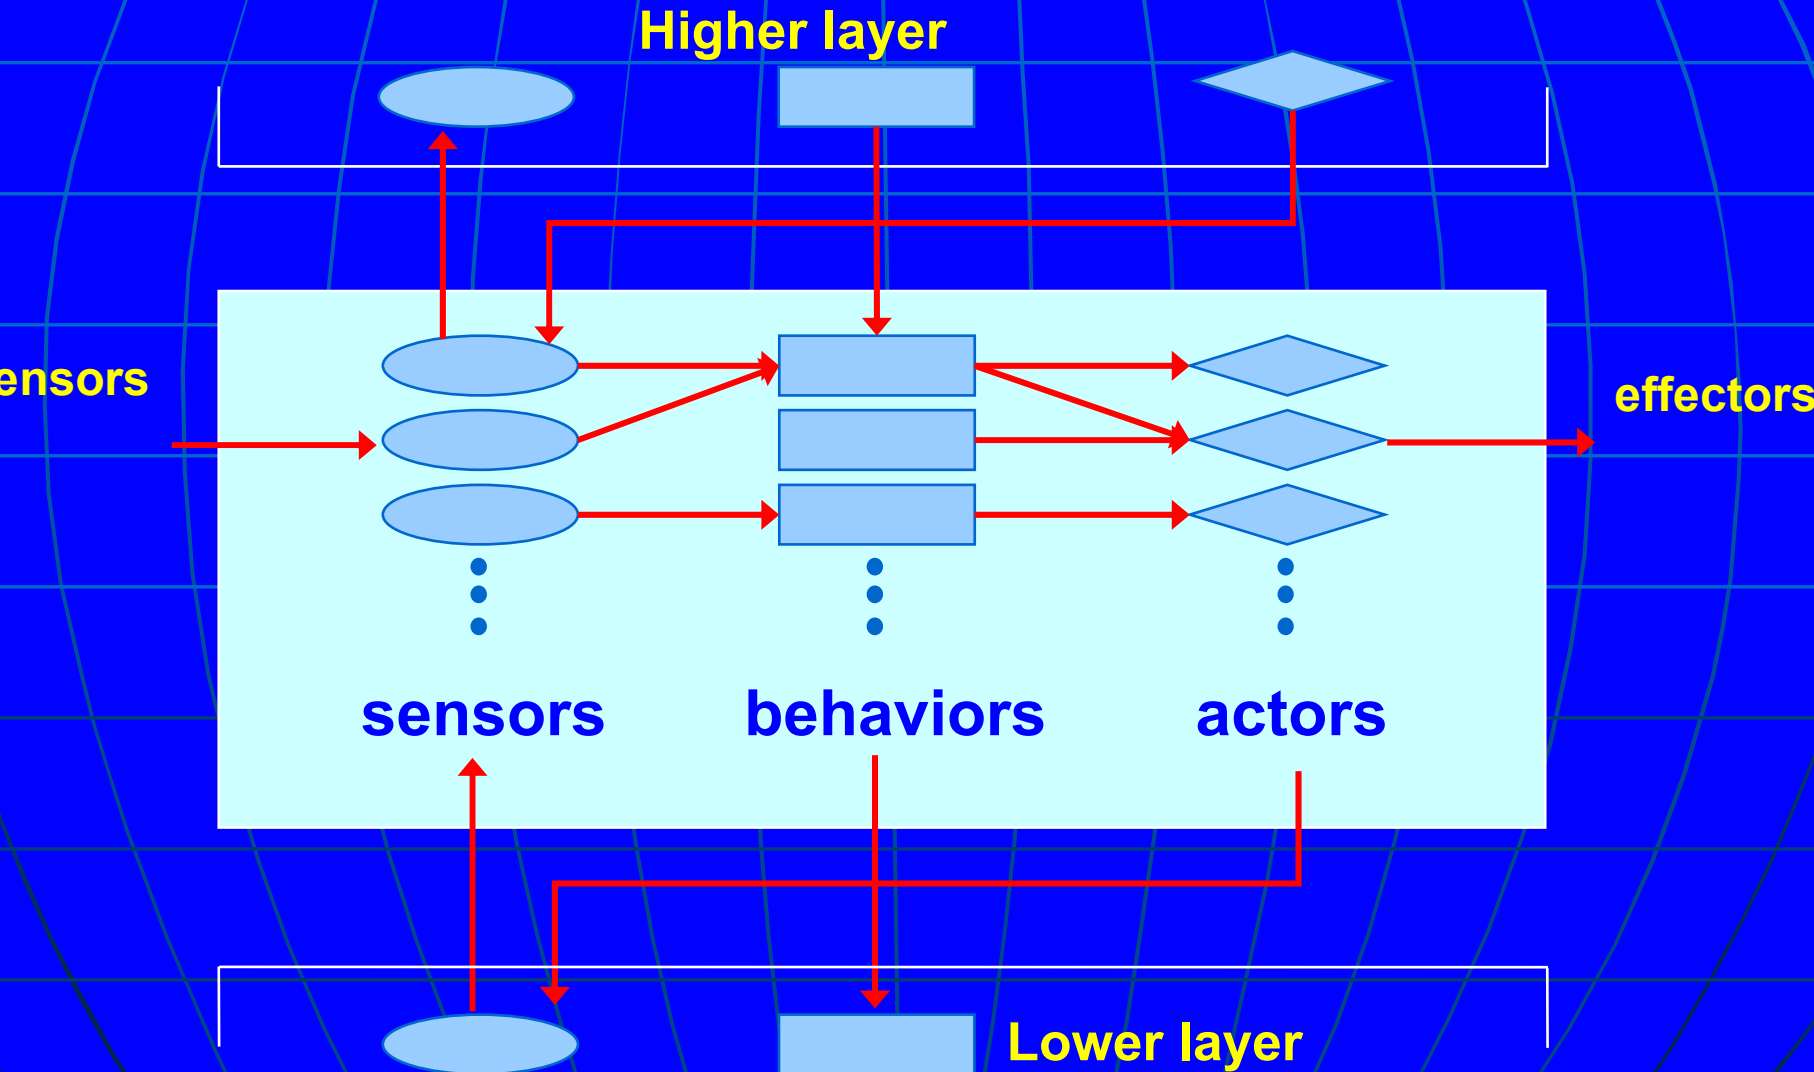 Higher layer
ensors
effectors
sensors behaviors actors
Lower layer